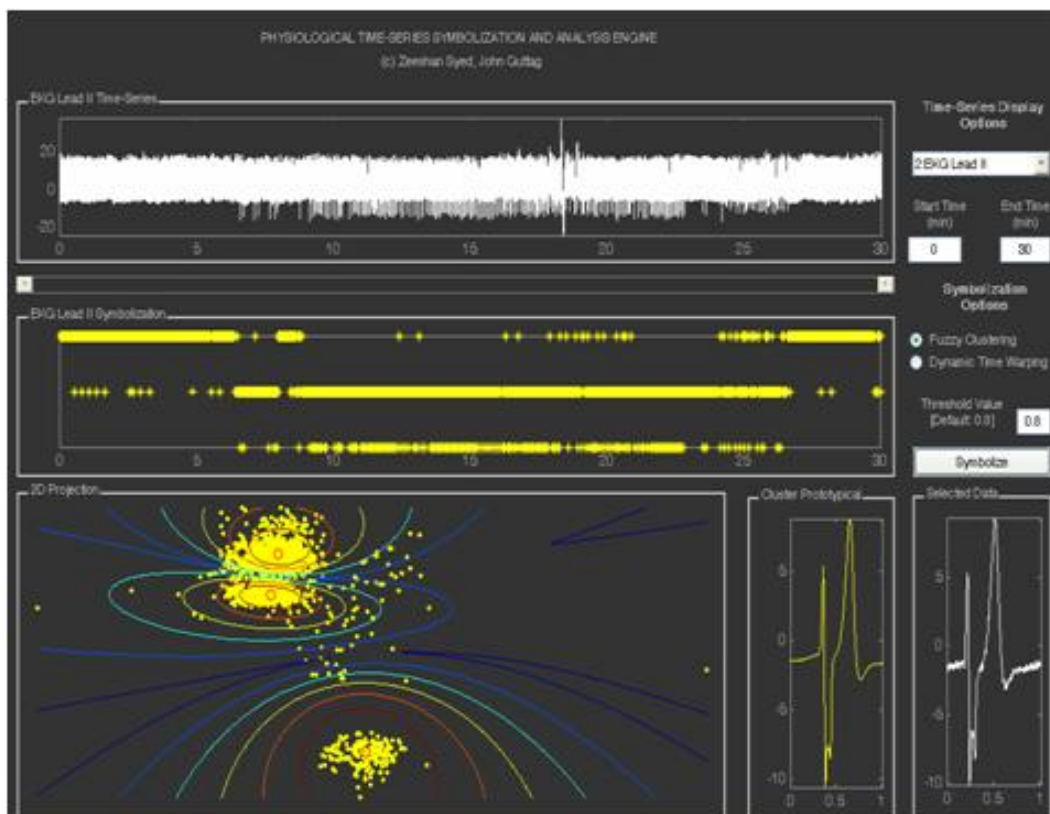 PHYSIOLOGICAL TIME-SERIES SYMBOLIZATION AND ANALYSIS ENGINE
(c) Zeeshan Syed, John Guttag
EKG Lead II Time-Series
20
0
-20
0 5 10 15 20 25 30
Time-Series Display
Options
2 EKG Lead II
Start Time
(min)
End Time
(min)
0
30
EKG Lead II Symbolization
0 5 10 15 20 25 30
Symbolization
Options
Fuzzy Clustering
Dynamic Time Warping
Threshold Value
[Default: 0.8]
0.8
Symbolize
2D Projection
Cluster Prototypical
5
0
-5
-10
0 0.5 1
Selected Data
5
0
-5
-10
0 0.5 1